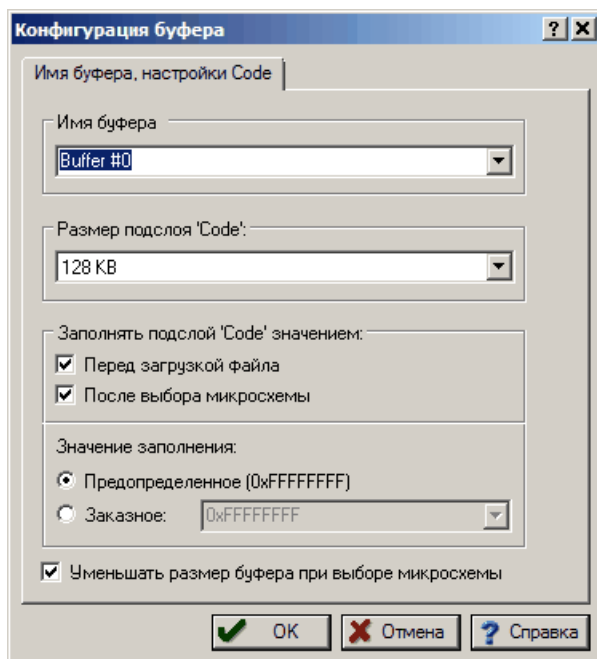 Конфигурация буфера
Имя буфера, настройки Code
Имя буфера
Buffer #0
Размер подслоя 'Code':
128 KB
Заполнять подслой 'Code' значением:
Перед загрузкой файла
После выбора микросхемы
Значение заполнения:
Предопределенное (0xFFFFFFFF)
Заказное: 0xFFFFFFFF
Уменьшать размер буфера при выборе микросхемы
OK Отмена ? Справка